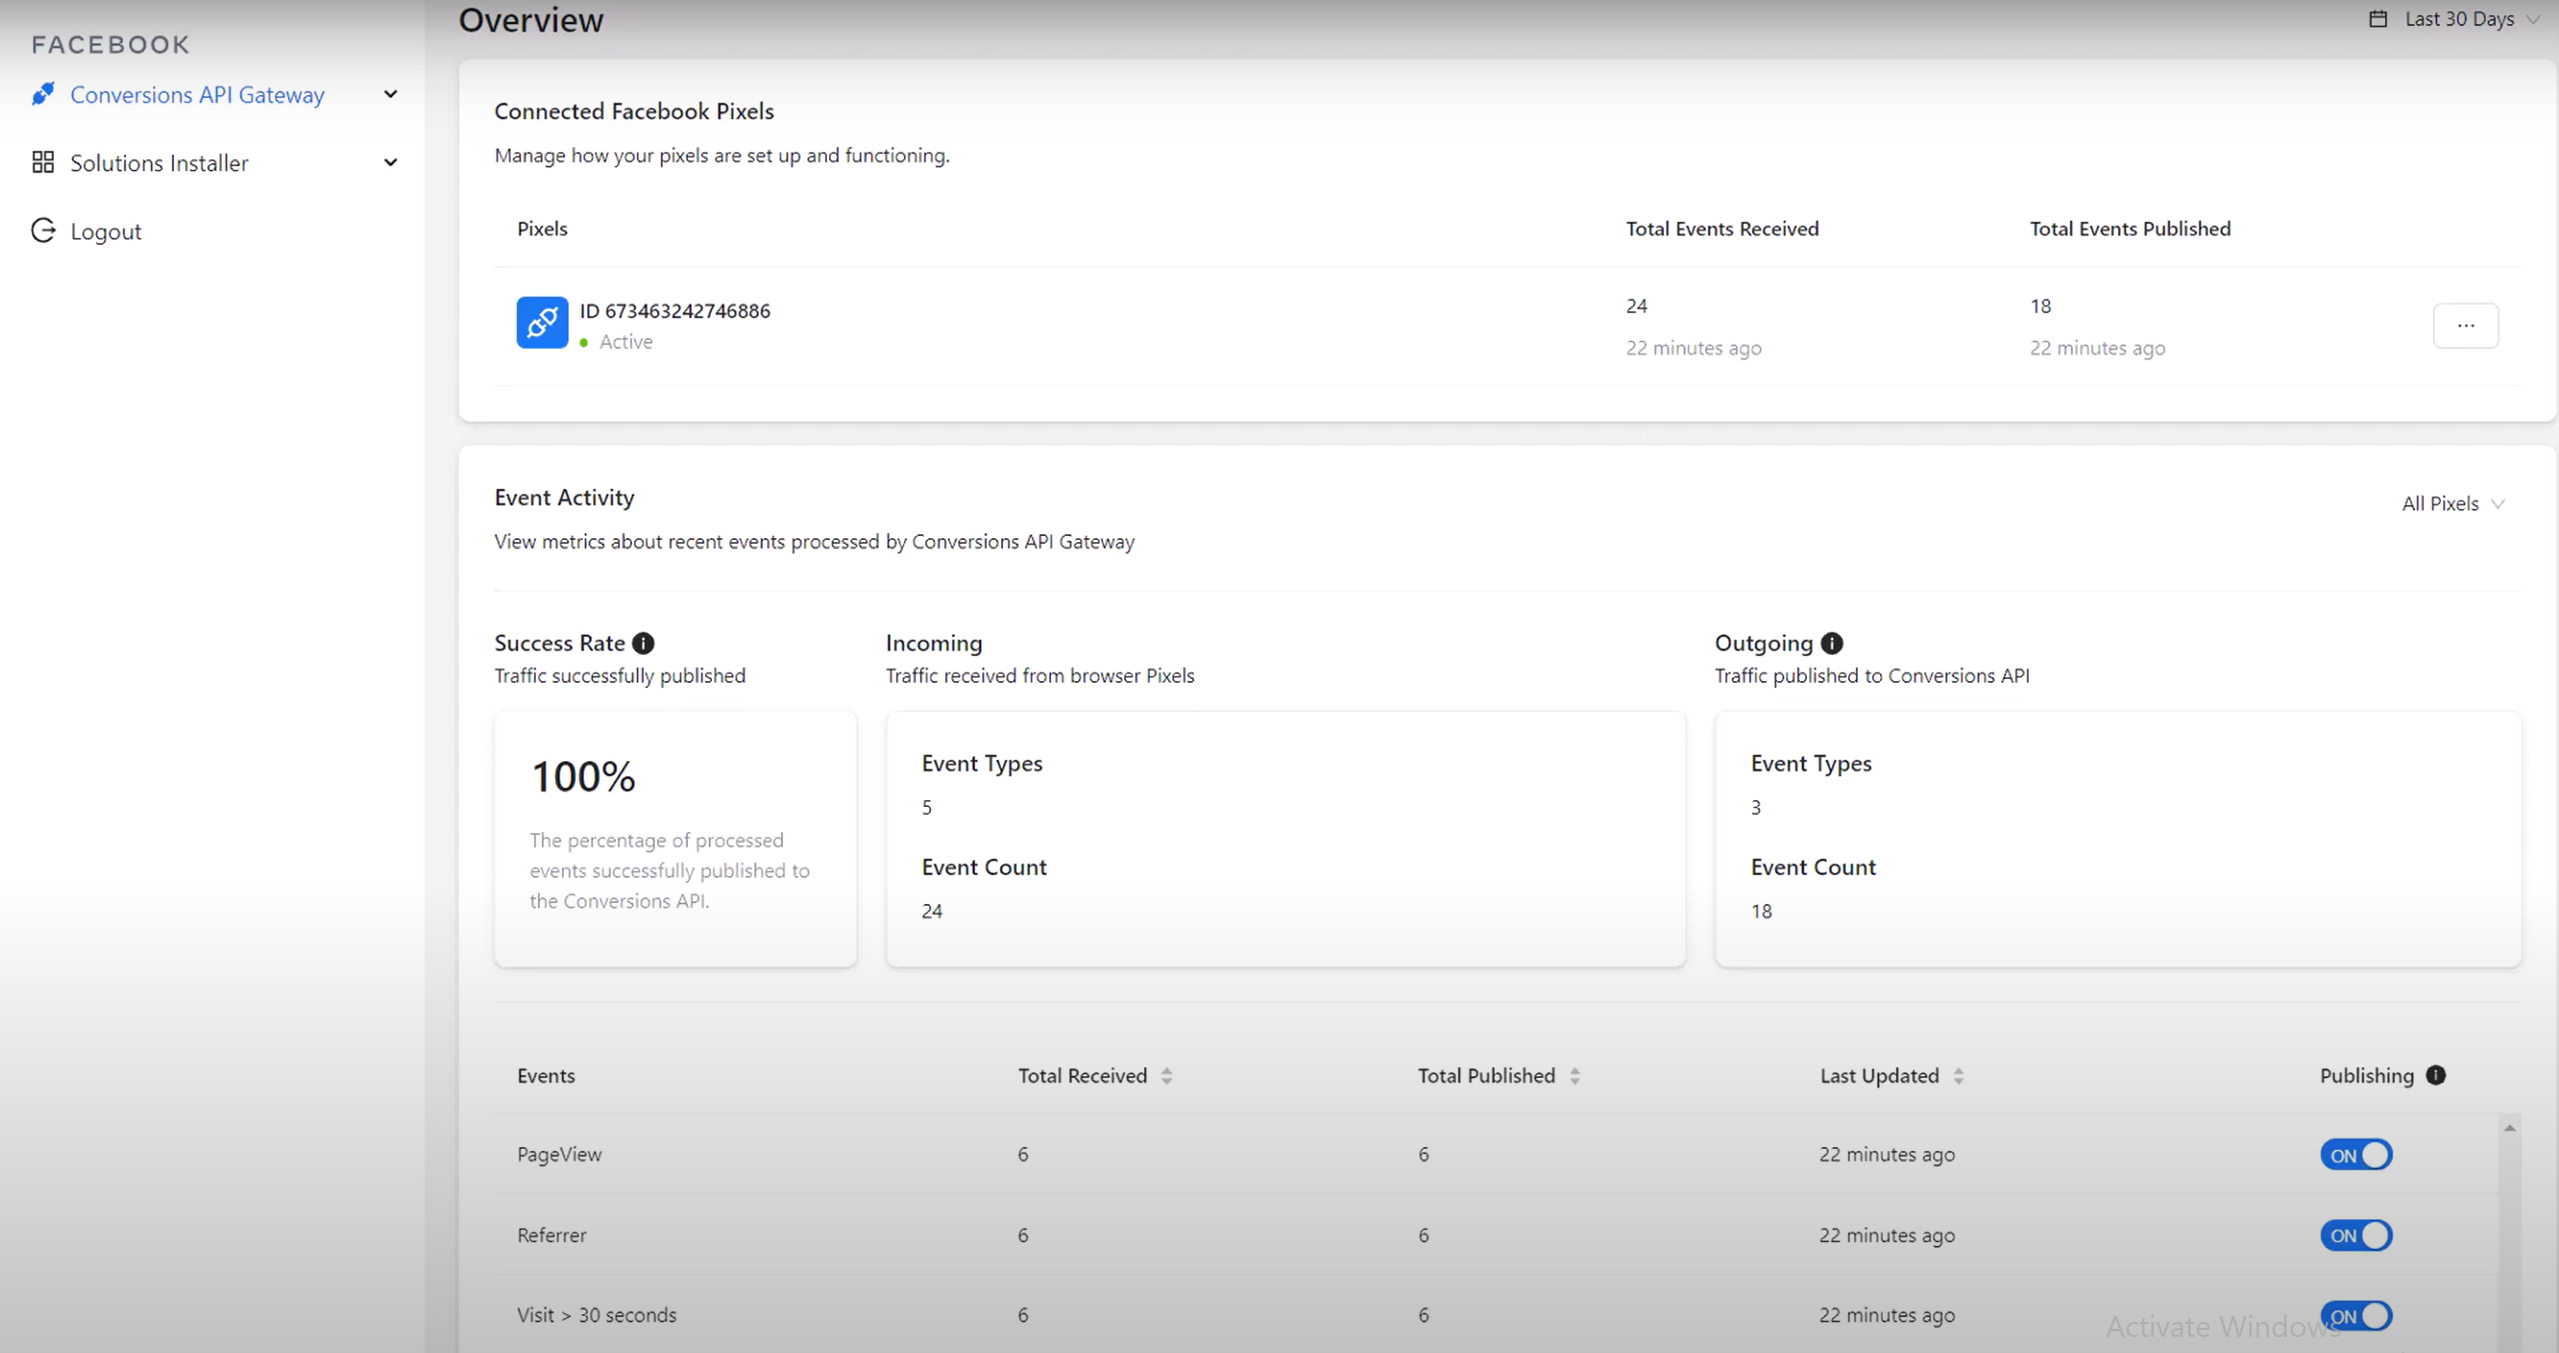 FACEBOOK
Conversions API Gateway
Solutions Installer
Logout
Overview
Last 30 Days
Connected Facebook Pixels
Manage how your pixels are set up and functioning.
Pixels Total Events Received Total Events Published
ID 673463242746886 24 18 ...
Active 22 minutes ago 22 minutes ago
Event Activity
All Pixels
View metrics about recent events processed by Conversions API Gateway
Success Rate Incoming Outgoing
Traffic successfully published Traffic received from browser Pixels Traffic published to Conversions API
100%
The percentage of processed
events successfully published to
the Conversions API.
Event Types
5
Event Count
24
Event Types
3
Event Count
18
Events Total Received Total Published Last Updated Publishing
PageView 6 6 22 minutes ago ON
Referrer 6 6 22 minutes ago ON
Visit > 30 seconds 6 6 22 minutes ago ON
Activate Windows